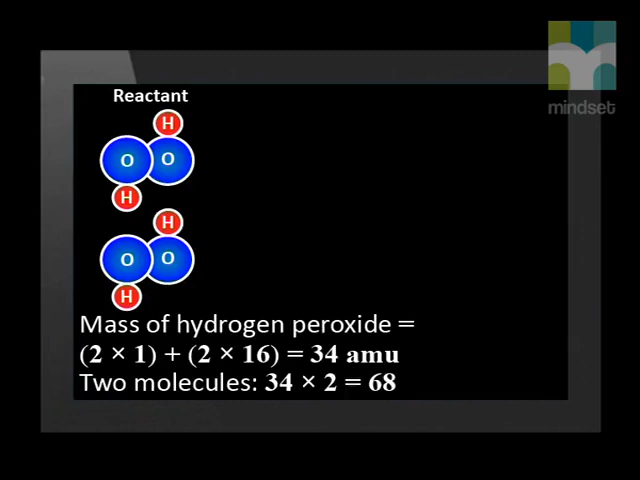 mindset
Reactant
H
O O
H
H
O O
H
Mass of hydrogen peroxide =
(2 × 1) + (2 × 16) = 34 amu
Two molecules: 34 × 2 = 68